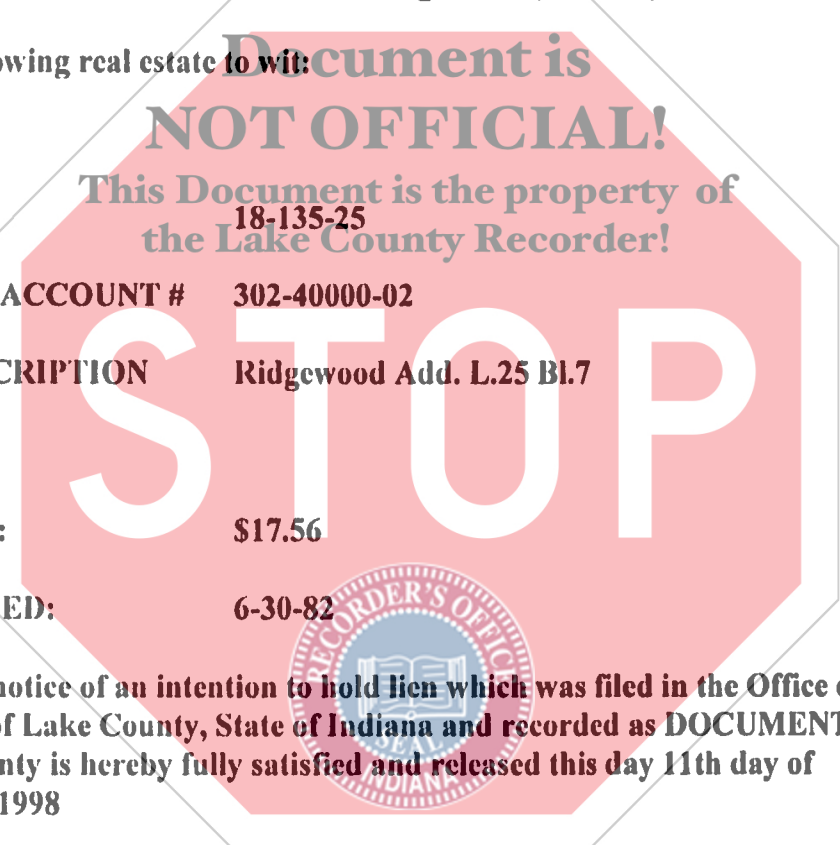 owing real estate to wit:
Document is
NOT OFFICIAL!
This Document is the property of
the Lake County Recorder!
18-135-25
ACCOUNT # 302-40000-02
CRIPTION Ridgewood Add. L.25 Bl.7
STOP
: $17.56
ED: 6-30-82
RECORDER'S OFFICE
SEAL
INDIANA
notice of an intention to hold lien which was filed in the Office
of Lake County, State of Indiana and recorded as DOCUMENT
nty is hereby fully satisfied and released this day 11th day of
1998